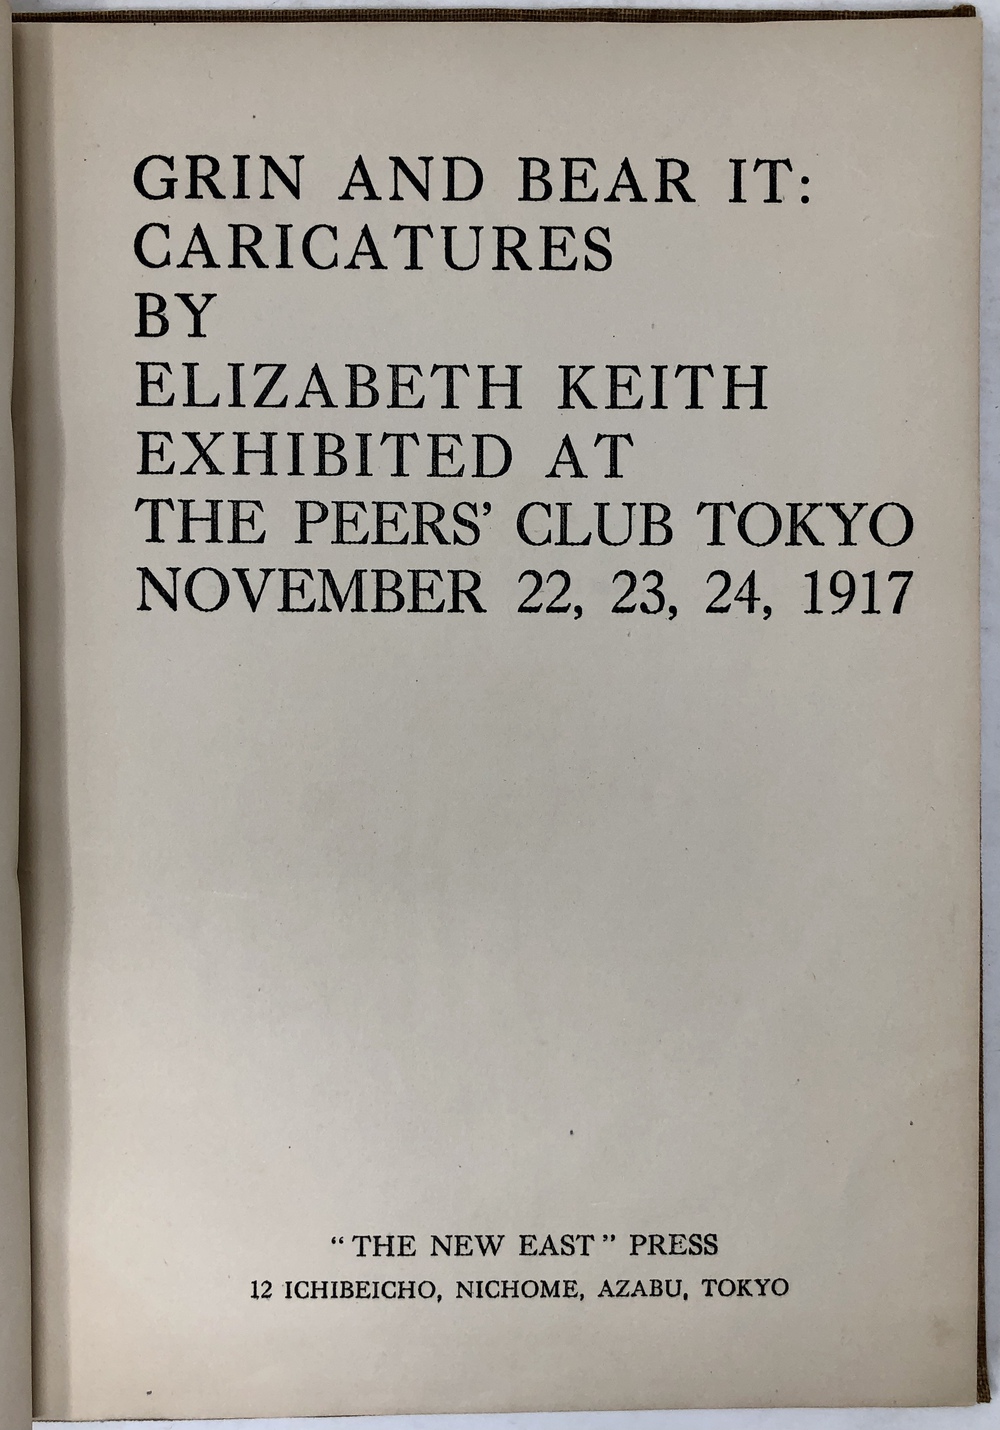 GRIN AND BEAR IT:
CARICATURES
BY
ELIZABETH KEITH
EXHIBITED AT
THE PEERS’ CLUB TOKYO
NOVEMBER 22, 23, 24, 1917
“THE NEW EAST” PRESS
12 ICHIBEICHO, NICHOME, AZABU, TOKYO